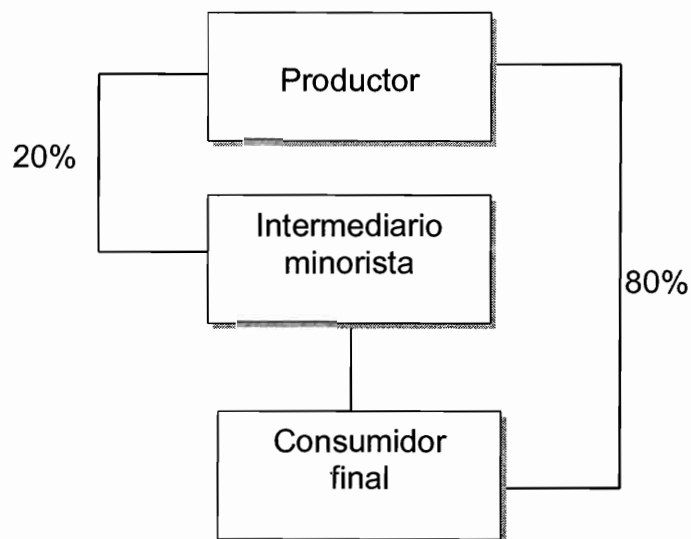 Productor
20%
Intermediario
minorista
80%
Consumidor
final